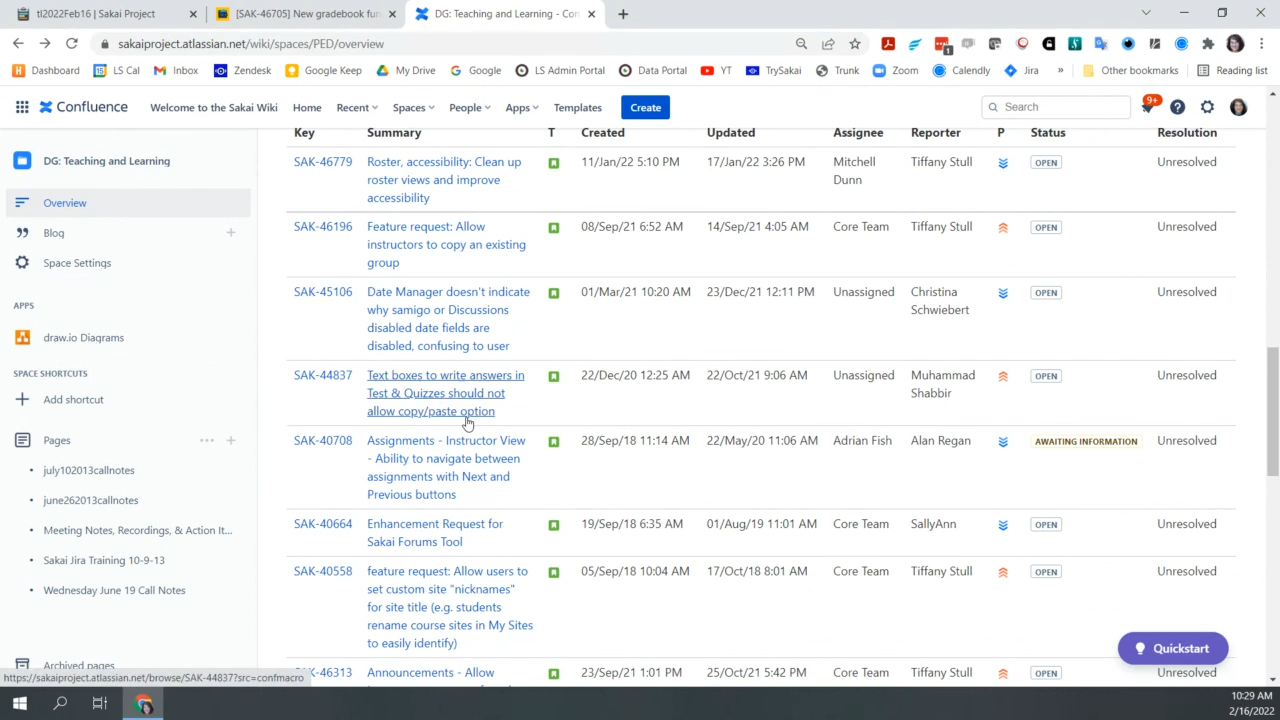 tl2022Feb16 | Sakai Project
[SAK-46705] New gradebook fun
DG: Teaching and Learning - Con
sakaiproject.atlassian.net/wiki/spaces/PED/overview
Dashboard LS Cal Inbox Zendesk Google Keep My Drive Google LS Admin Portal Data Portal YT TrySakai Trunk Zoom Calendly Jira » Other bookmarks Reading list
Confluence Welcome to the Sakai Wiki Home Recent Spaces People Apps Templates Create Search 9+
DG: Teaching and Learning
Overview
Blog
Space Settings
APPS
draw.io Diagrams
SPACE SHORTCUTS
Add shortcut
Pages
july102013callnotes
june262013callnotes
Meeting Notes, Recordings, & Action It...
Sakai Jira Training 10-9-13
Wednesday June 19 Call Notes
Archived pages
Key Summary T Created Updated Assignee Reporter P Status Resolution
SAK-46779 Roster, accessibility: Clean up 11/Jan/22 5:10 PM 17/Jan/22 3:26 PM Mitchell Tiffany Stull OPEN Unresolved
roster views and improve Dunn
accessibility
SAK-46196 Feature request: Allow 08/Sep/21 6:52 AM 14/Sep/21 4:05 AM Core Team Tiffany Stull OPEN Unresolved
instructors to copy an existing
group
SAK-45106 Date Manager doesn't indicate 01/Mar/21 10:20 AM 23/Dec/21 12:11 PM Unassigned Christina OPEN Unresolved
why samigo or Discussions Schwiebert
disabled date fields are
disabled, confusing to user
SAK-44837 Text boxes to write answers in 22/Dec/20 12:25 AM 22/Oct/21 9:06 AM Unassigned Muhammad OPEN Unresolved
Test & Quizzes should not Shabbir
allow copy/paste option
SAK-40708 Assignments - Instructor View 28/Sep/18 11:14 AM 22/May/20 11:06 AM Adrian Fish Alan Regan AWAITING INFORMATION Unresolved
- Ability to navigate between
assignments with Next and
Previous buttons
SAK-40664 Enhancement Request for 19/Sep/18 6:35 AM 01/Aug/19 11:01 AM Core Team SallyAnn OPEN Unresolved
Sakai Forums Tool
SAK-40558 feature request: Allow users to 05/Sep/18 10:04 AM 17/Oct/18 8:01 AM Core Team Tiffany Stull OPEN Unresolved
set custom site "nicknames"
for site title (e.g. students
rename course sites in My Sites
to easily identify)
SAK-46313 Announcements - Allow 23/Sep/21 1:01 PM 25/Oct/21 5:42 PM Core Team Tiffany Stull OPEN Unresolved
Quickstart
https://sakaiproject.atlassian.net/browse/SAK-44837?src=confmacro
10:29 AM
2/16/2022